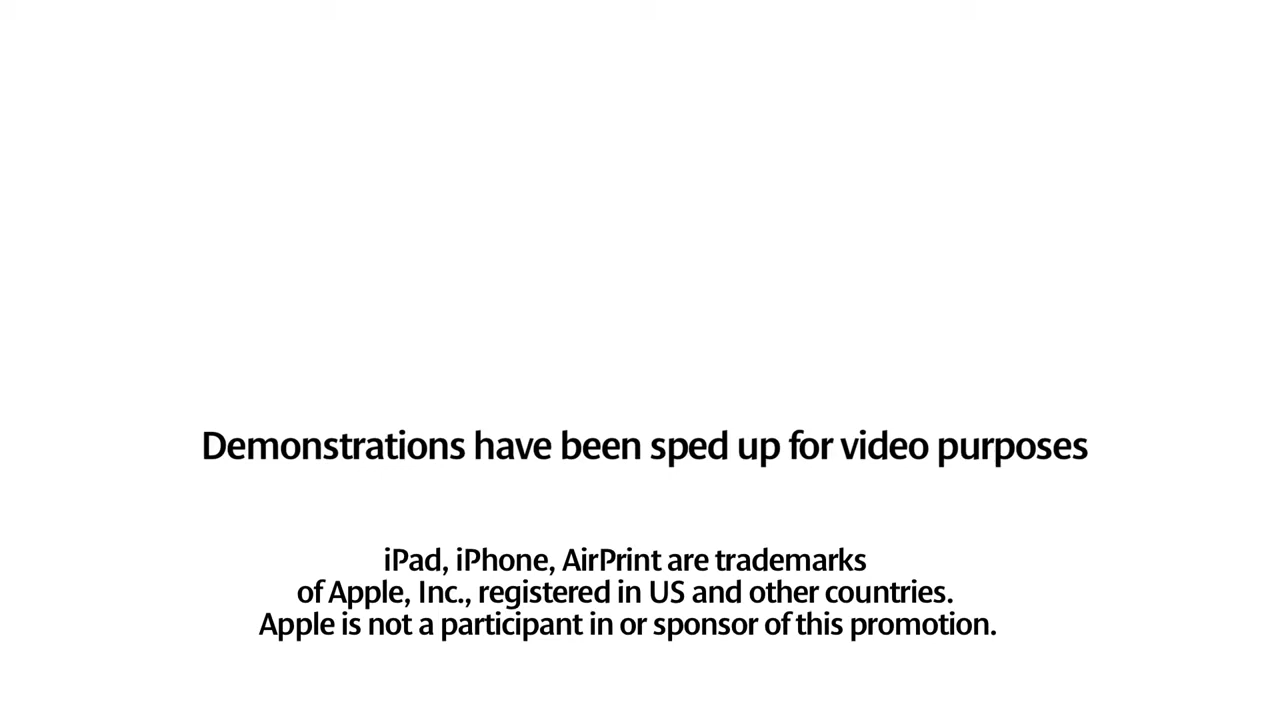 Demonstrations have been sped up for video purposes
iPad, iPhone, AirPrint are trademarks
of Apple, Inc., registered in US and other countries.
Apple is not a participant in or sponsor of this promotion.